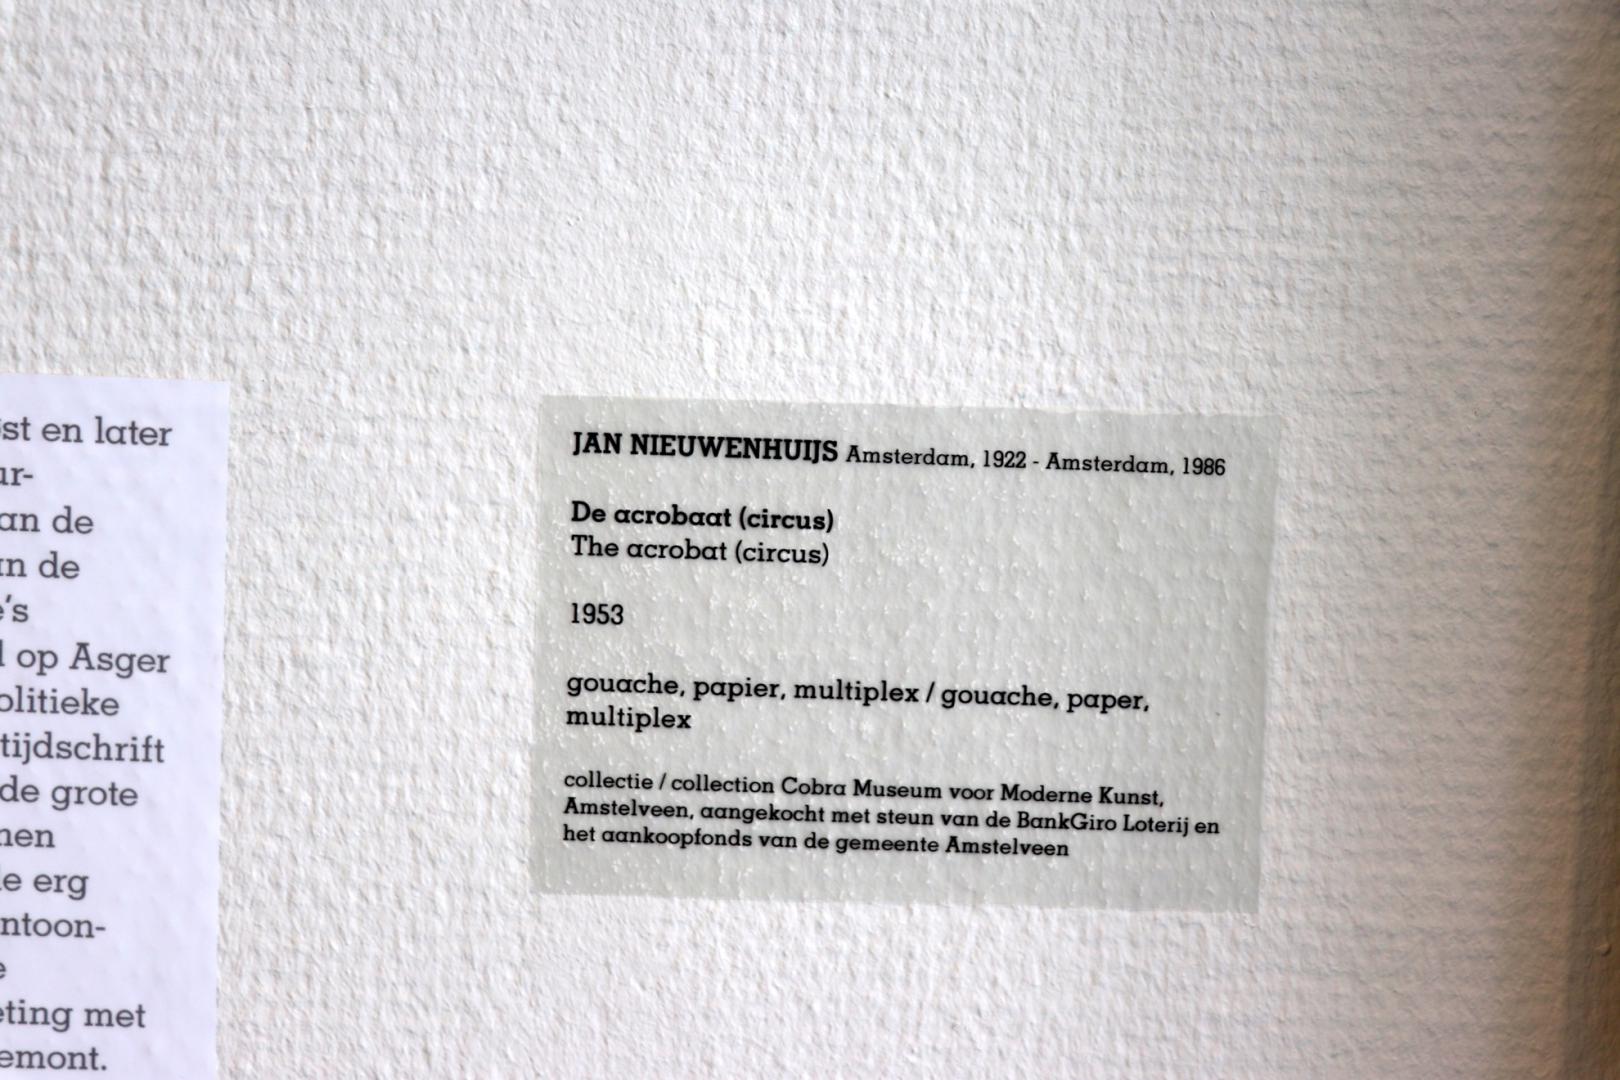 st en later
ur-
an de
an de
e's
l op Asger
olitieke
tijdschrift
de grote
nen
le erg
ntoon-
e
eting met
emont.
JAN NIEUWENHUIJS Amsterdam, 1922 - Amsterdam, 1986
De acrobaat (circus)
The acrobat (circus)
1953
gouache, papier, multiplex / gouache, paper,
multiplex
collectie / collection Cobra Museum voor Moderne Kunst,
Amstelveen, aangekocht met steun van de BankGiro Loterij en
het aankoopfonds van de gemeente Amstelveen